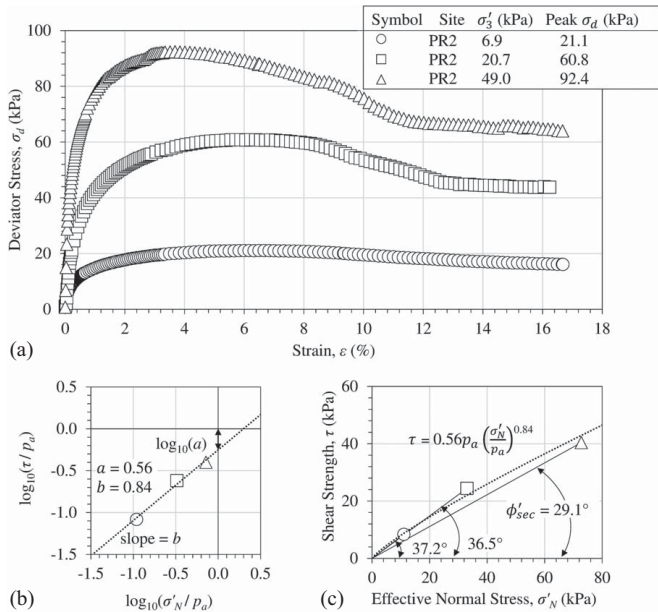 Symbol Site σ′3 (kPa) Peak σd (kPa)
○ PR2 6.9 21.1
□ PR2 20.7 60.8
△ PR2 49.0 92.4
100
80
60
40
20
0
Deviator Stress, σd (kPa)
0 2 4 6 8 10 12 14 16 18
Strain, ε (%)
(a)
0.5
0.0
-0.5
-1.0
-1.5
log10(τ/pa)
log10(a)
a = 0.56
b = 0.84
slope = b
-1.5 -1.0 -0.5 0.0 0.5
log10(σ′N/pa)
(b)
60
40
20
0
Shear Strength, τ (kPa)
τ = 0.56pa (σ′N/pa)^0.84
ϕ′sec = 29.1°
36.5°
37.2°
0 20 40 60 80
Effective Normal Stress, σ′N (kPa)
(c)